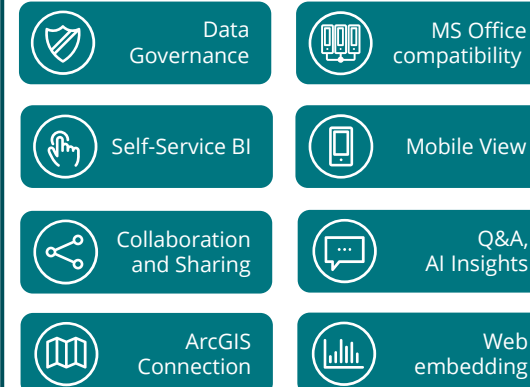 Data
Governance
MS Office
compatibility
Self-Service BI
Mobile View
Collaboration
and Sharing
Q&A,
AI Insights
ArcGIS
Connection
Web
embedding